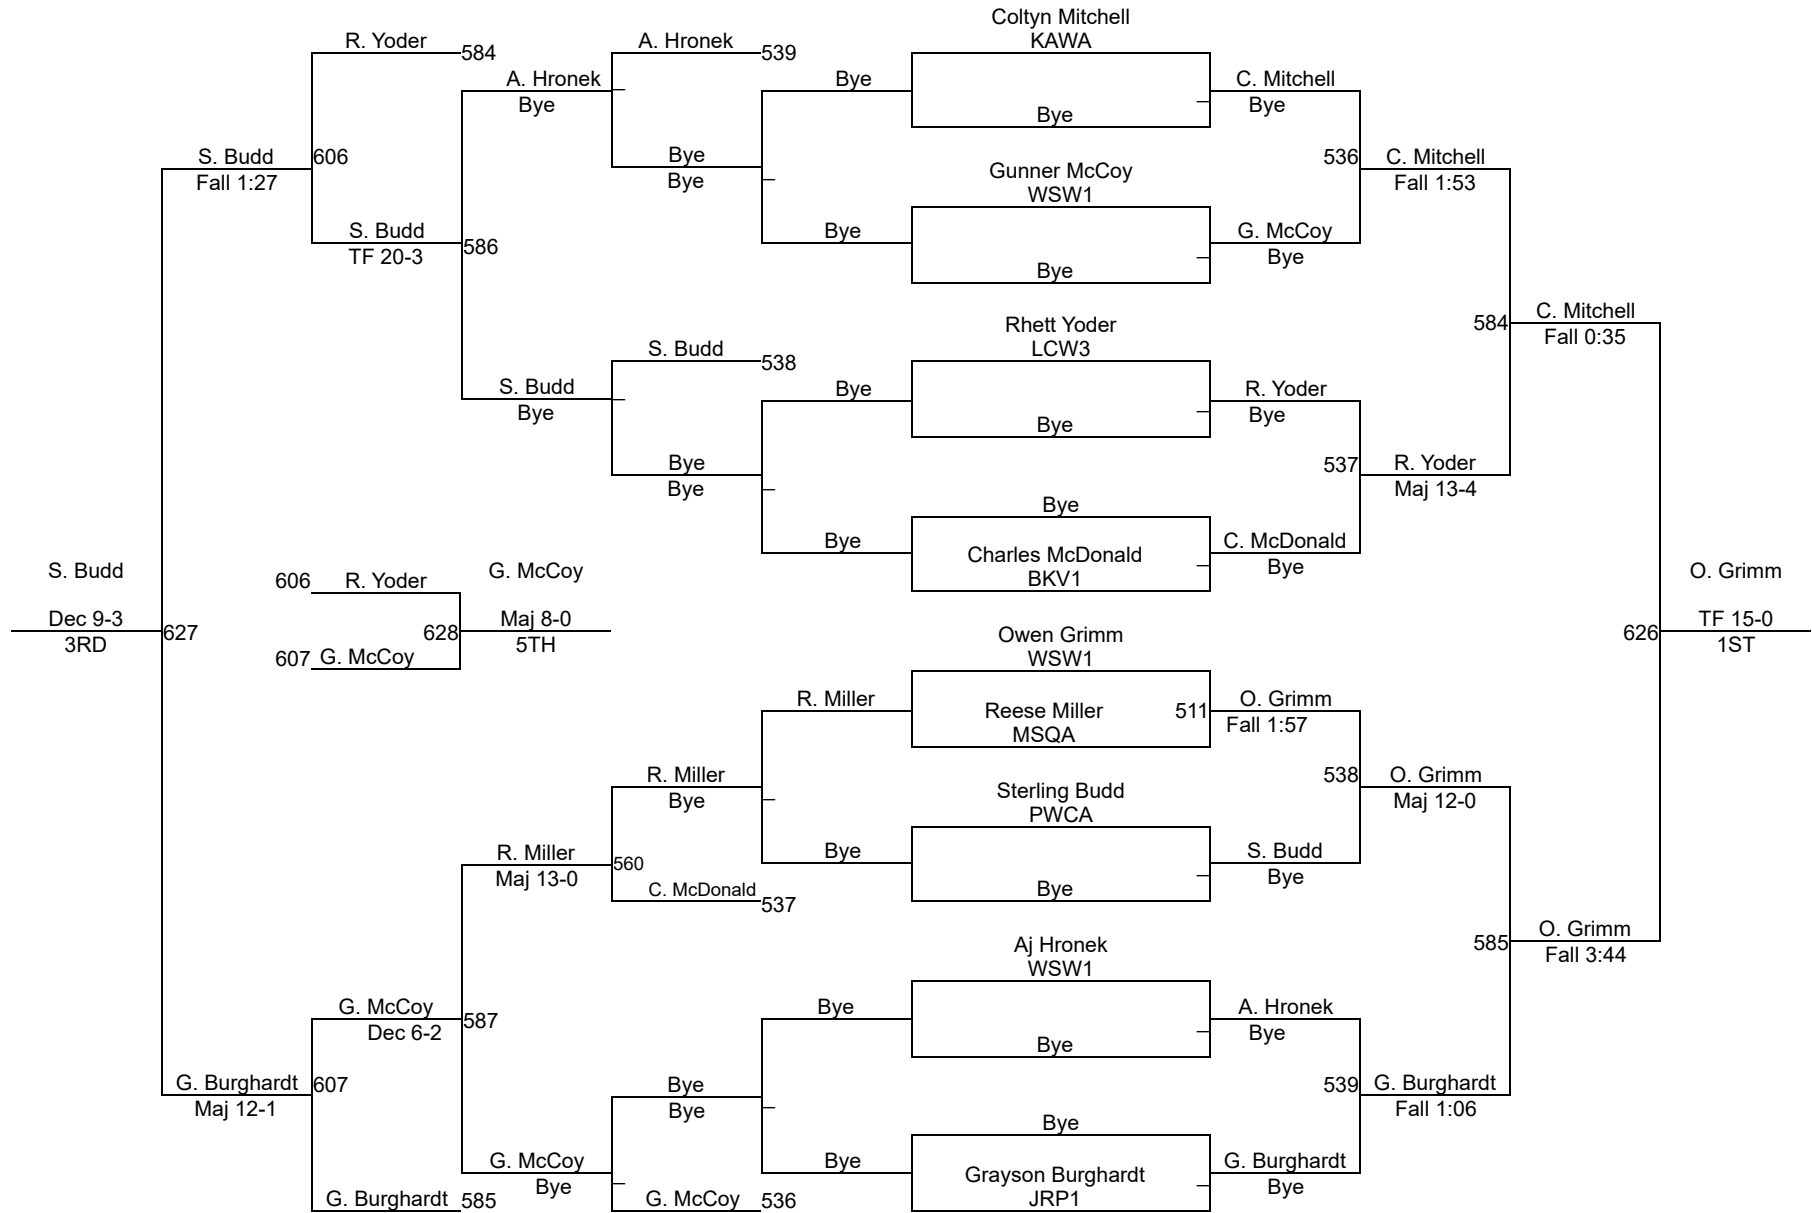 Coltyn Mitchell
R. Yoder 584 A. Hronek 539 KAWA
A. Hronek Bye C. Mitchell
Bye Bye Bye
S. Budd 606 Bye 536 C. Mitchell
Fall 1:27 Bye Gunner McCoy Fall 1:53
WSW1
S. Budd 586 Bye G. McCoy
TF 20-3 Bye Bye
C. Mitchell
Rhett Yoder 584 Fall 0:35
S. Budd 538 LCW3
S. Budd Bye R. Yoder
Bye Bye Bye
Bye 537 R. Yoder
Bye Maj 13-4
Bye
Bye Charles McDonald C. McDonald
BKV1 Bye
S. Budd 606 R. Yoder G. McCoy O. Grimm
Dec 9-3 627 628 Maj 8-0 626 TF 15-0
3RD 607 G. McCoy 5TH 1ST
Owen Grimm
WSW1
R. Miller Reese Miller 511 O. Grimm
MSQA Fall 1:57
R. Miller 538 O. Grimm
Bye Sterling Budd Maj 12-0
PWCA
R. Miller 560 Bye S. Budd
Maj 13-0 C. McDonald 537 Bye Bye
585 O. Grimm
Aj Hronek Fall 3:44
WSW1
G. McCoy 587 Bye A. Hronek
Dec 6-2 Bye Bye
G. Burghardt 607 Bye 539 G. Burghardt
Maj 12-1 Bye Fall 1:06
Bye
G. McCoy Bye Grayson Burghardt G. Burghardt
Bye JRP1 Bye
G. Burghardt 585 G. McCoy 536